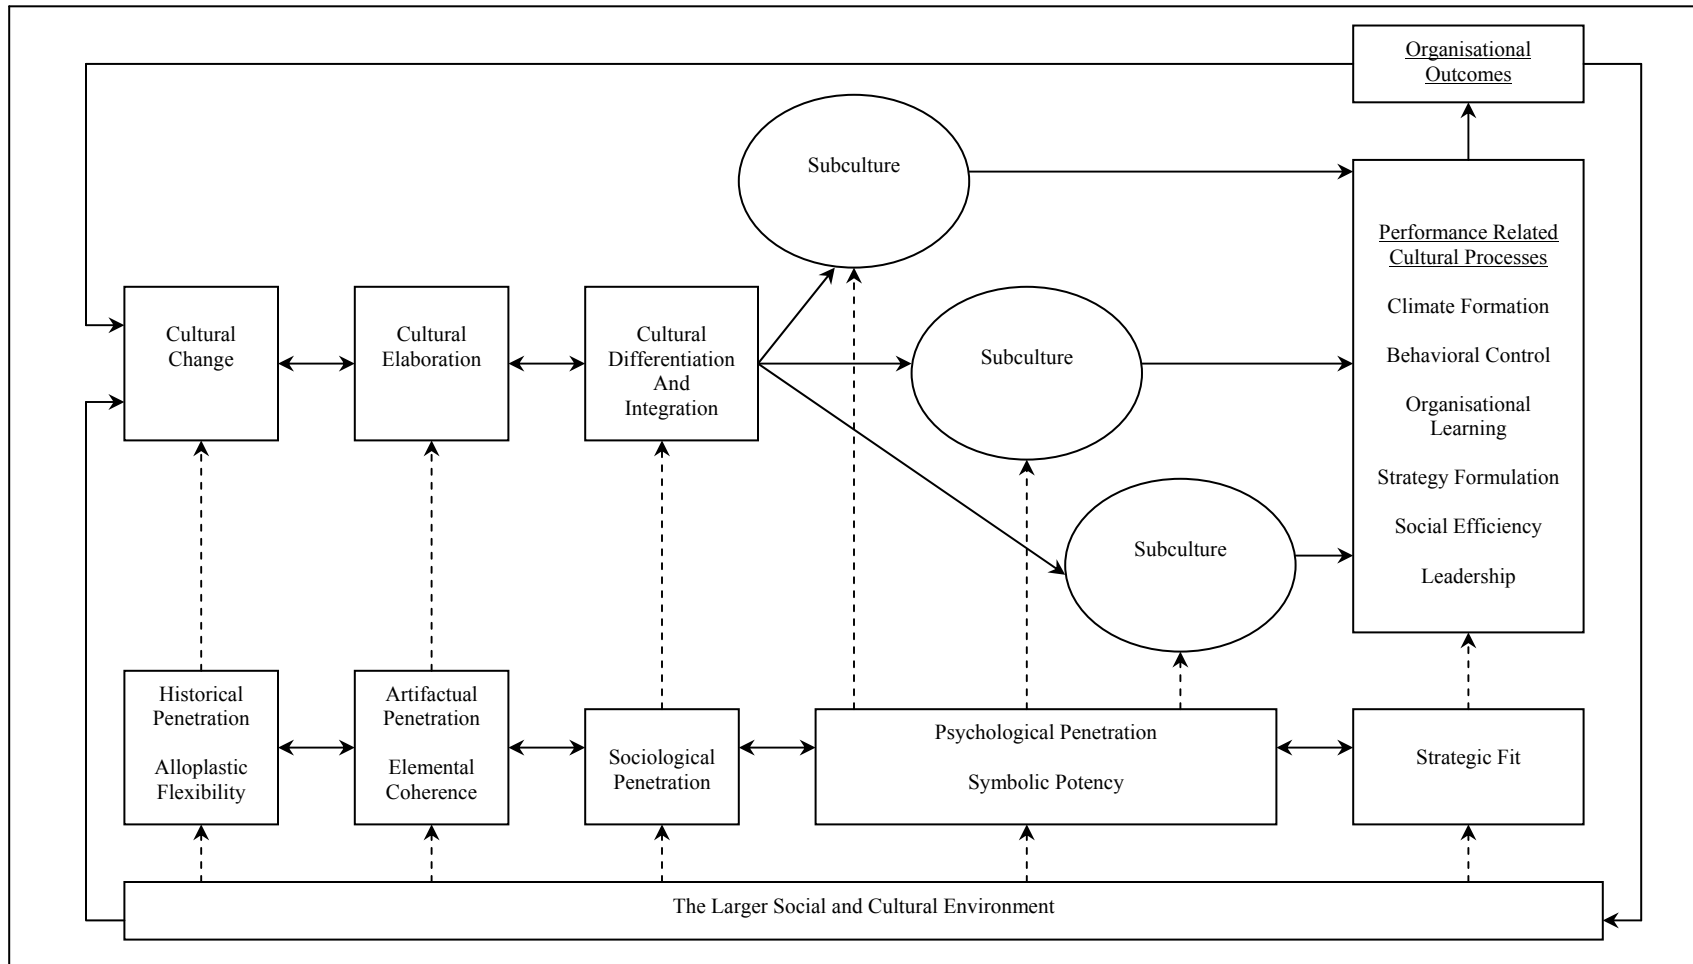 Organisational
Outcomes
Subculture
Performance Related
Cultural Processes
Climate Formation
Behavioral Control
Organisational
Learning
Strategy Formulation
Social Efficiency
Leadership
Cultural
Change
Cultural
Elaboration
Cultural
Differentiation
And
Integration
Subculture
Subculture
Historical
Penetration
Alloplastic
Flexibility
Artifactual
Penetration
Elemental
Coherence
Sociological
Penetration
Psychological Penetration
Symbolic Potency
Strategic Fit
The Larger Social and Cultural Environment